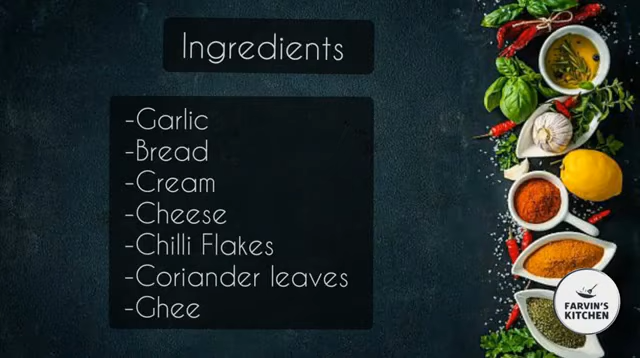 Ingredients
-Garlic
-Bread
-Cream
-Cheese
-Chilli Flakes
-Coriander leaves
-Ghee
FARVIN'S
KITCHEN